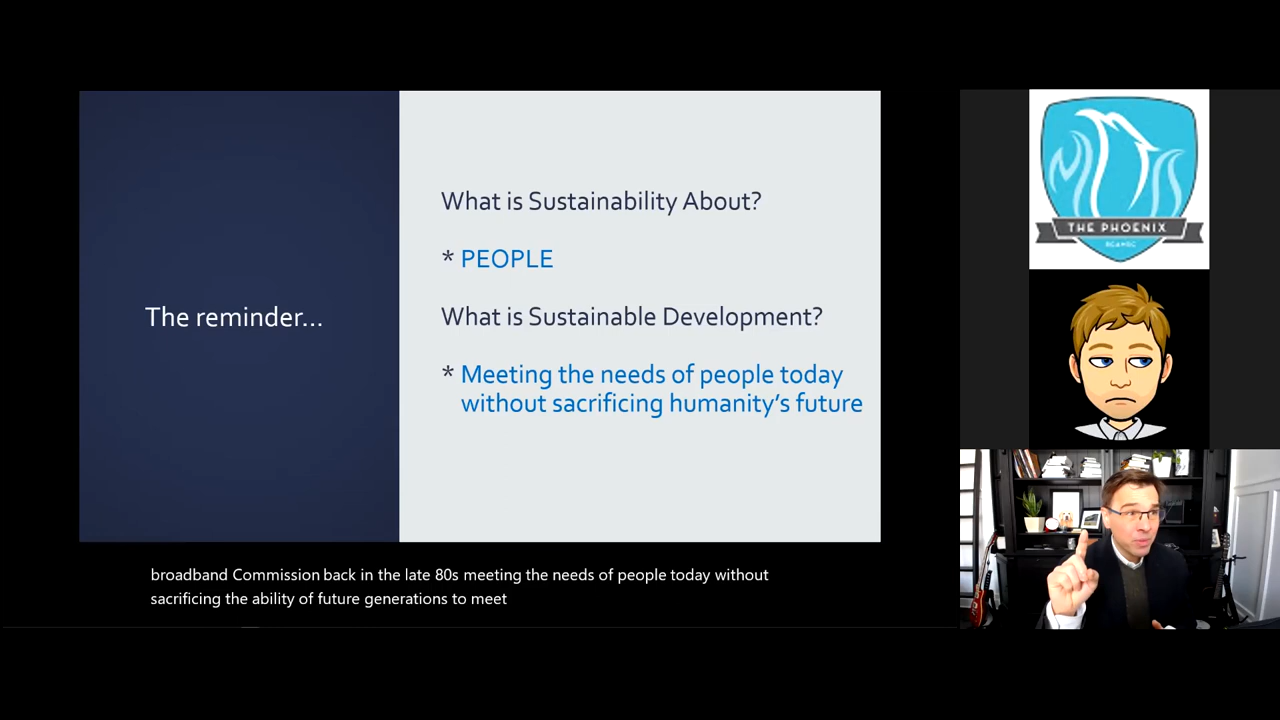 The reminder...
What is Sustainability About?
* PEOPLE
What is Sustainable Development?
* Meeting the needs of people today
without sacrificing humanity's future
broadband Commission back in the late 80s meeting the needs of people today without
sacrificing the ability of future generations to meet
THE PHOENIX